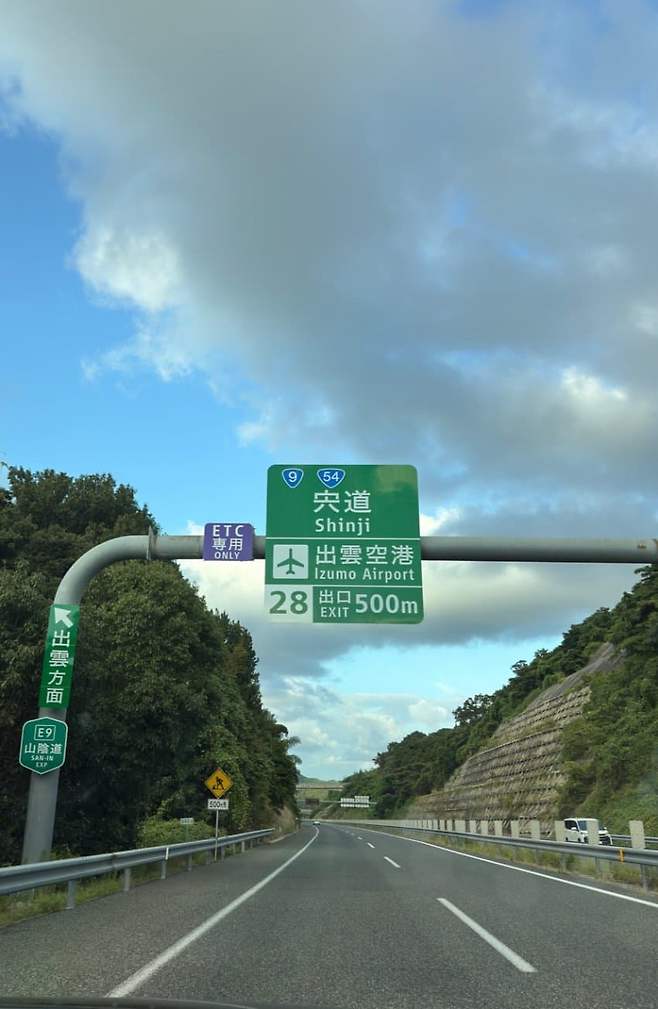 9 54
宍道
Shinji
出雲空港
Izumo Airport
28 出口 EXIT 500m
ETC
専用
ONLY
出雲方面
E9
山陰道
SAN-IN
EXP
500m